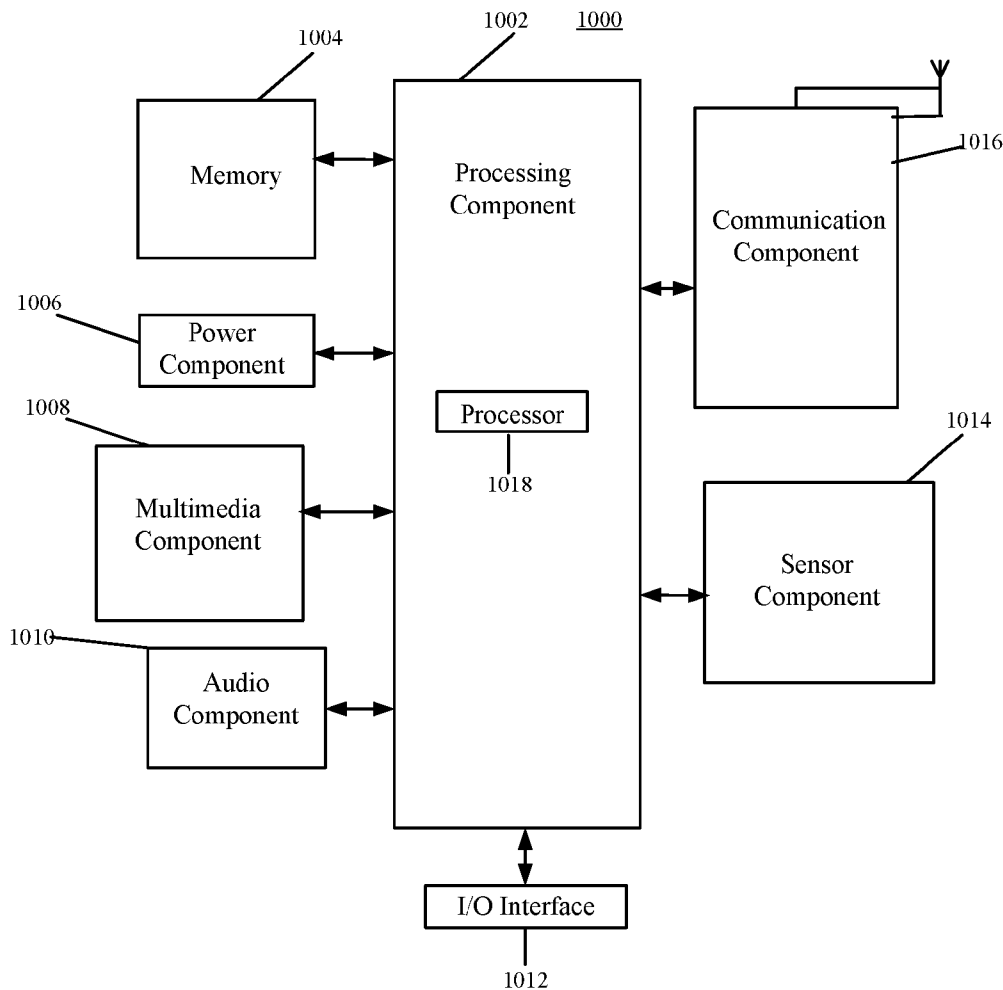 1002
1000
1004
Memory
Processing
Component
1016
Communication
Component
1006
Power
Component
1008
Processor
1018
1014
Multimedia
Component
Sensor
Component
1010
Audio
Component
I/O Interface
1012